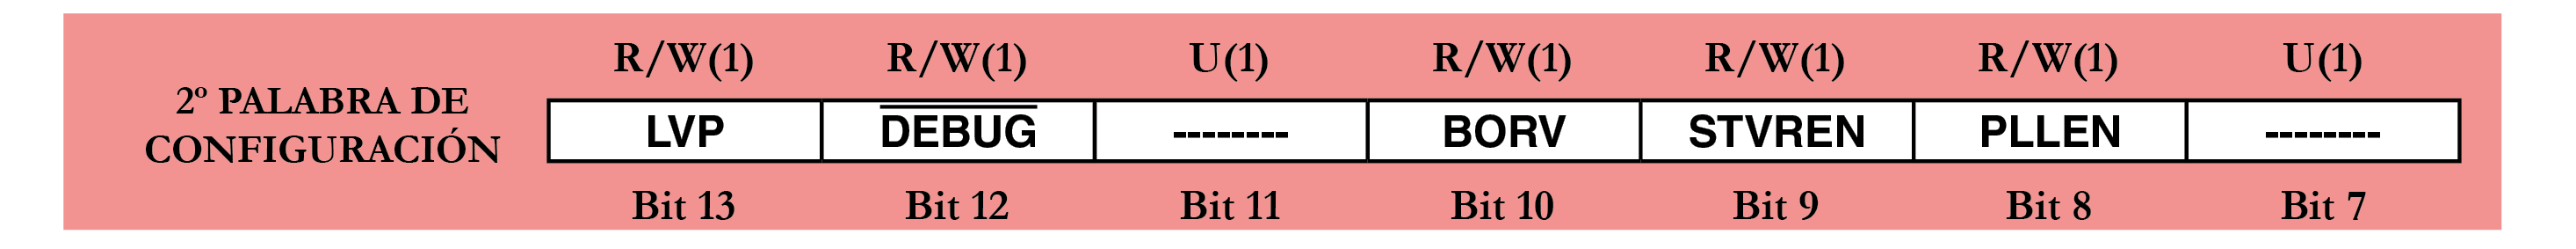 R/W(1) R/W(1) U(1) R/W(1) R/W(1) R/W(1) U(1)
2º PALABRA DE
CONFIGURACIÓN
LVP DEBUG -------- BORV STVREN PLLEN --------
Bit 13 Bit 12 Bit 11 Bit 10 Bit 9 Bit 8 Bit 7